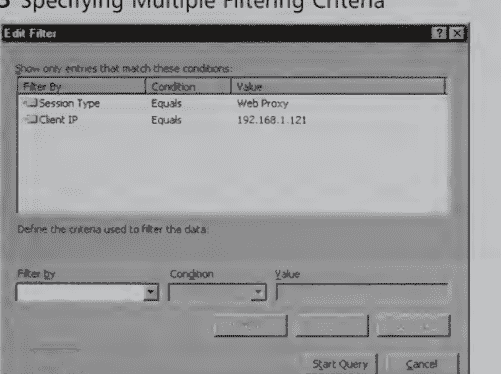 Specifying Multiple Filtering Criteria
Edit Filter
Show only entries that match these conditions:
Filter By Condition Value
Session Type Equals Web Proxy
Client IP Equals 192.168.1.121
Define the criteria used to filter the data:
Filter by Condition Value
Start Query Cancel